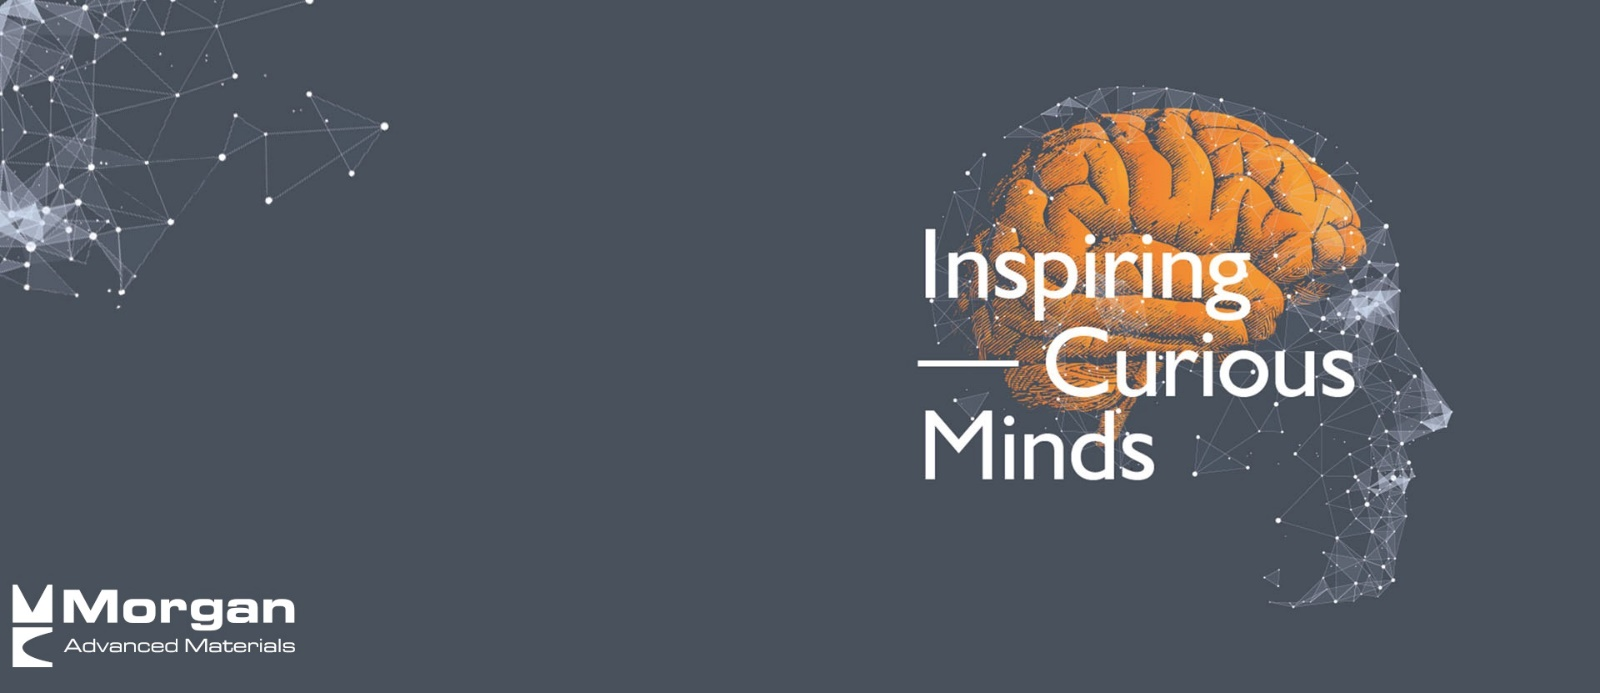 Inspiring
— Curious
Minds
Morgan
Advanced Materials